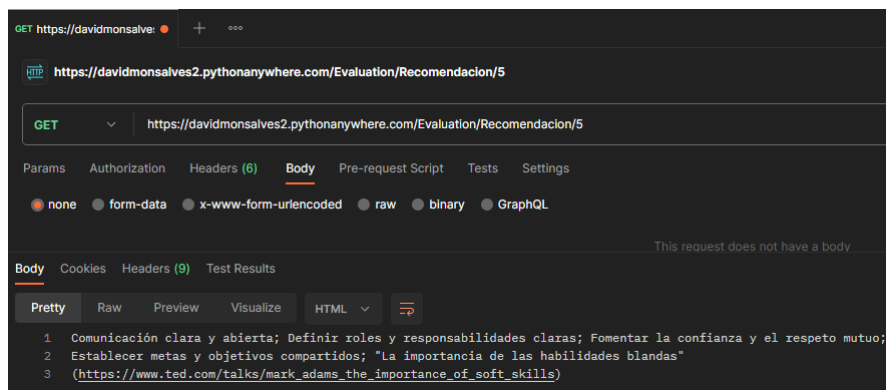 GET https://davidmonsalve:
HTTP https://davidmonsalves2.pythonanywhere.com/Evaluation/Recomendacion/5
GET https://davidmonsalves2.pythonanywhere.com/Evaluation/Recomendacion/5
Params Authorization Headers (6) Body Pre-request Script Tests Settings
none form-data x-www-form-urlencoded raw binary GraphQL
This request does not have a body
Body Cookies Headers (9) Test Results
Pretty Raw Preview Visualize HTML
1 Comunicación clara y abierta; Definir roles y responsabilidades claras; Fomentar la confianza y el respeto mutuo;
2 Establecer metas y objetivos compartidos; "La importancia de las habilidades blandas"
3 (https://www.ted.com/talks/mark_adams_the_importance_of_soft_skills)